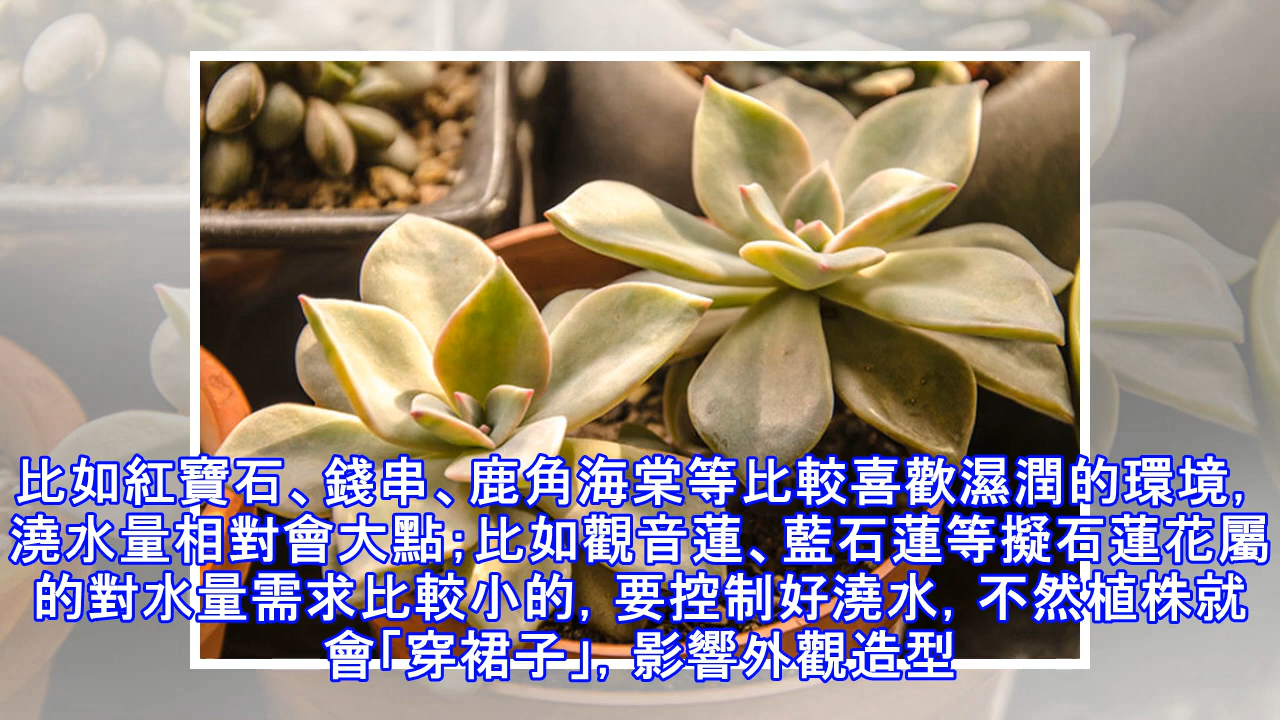 比如紅寶石、錢串、鹿角海棠等比較喜歡濕潤的環境,
澆水量相對會大點;比如觀音蓮、藍石蓮等擬石蓮花屬
的對水量需求比較小的,要控制好澆水,不然植株就
會「穿裙子」,影響外觀造型